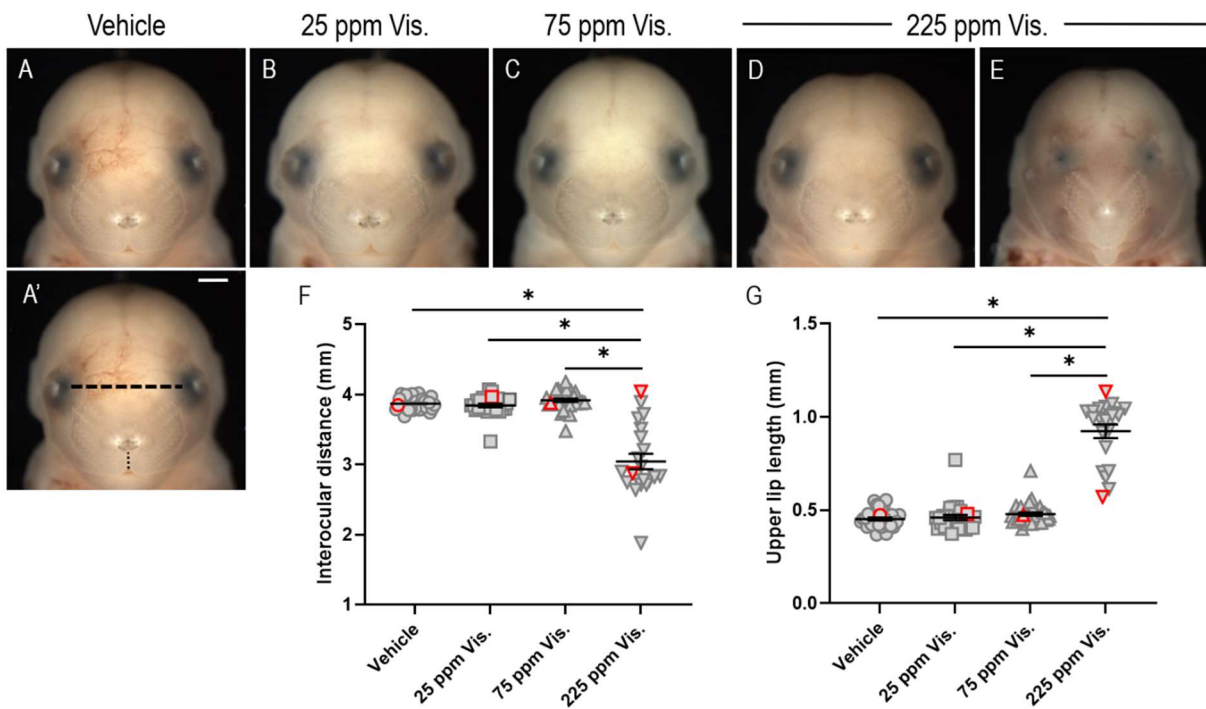 Vehicle 25 ppm Vis. 75 ppm Vis. 225 ppm Vis.
A B C D E
A'
F
* * *
Interocular distance (mm)
5
4
3
2
1
Vehicle 25 ppm Vis. 75 ppm Vis. 225 ppm Vis.
G
* * *
Upper lip length (mm)
1.5
1.0
0.5
0.0
Vehicle 25 ppm Vis. 75 ppm Vis. 225 ppm Vis.